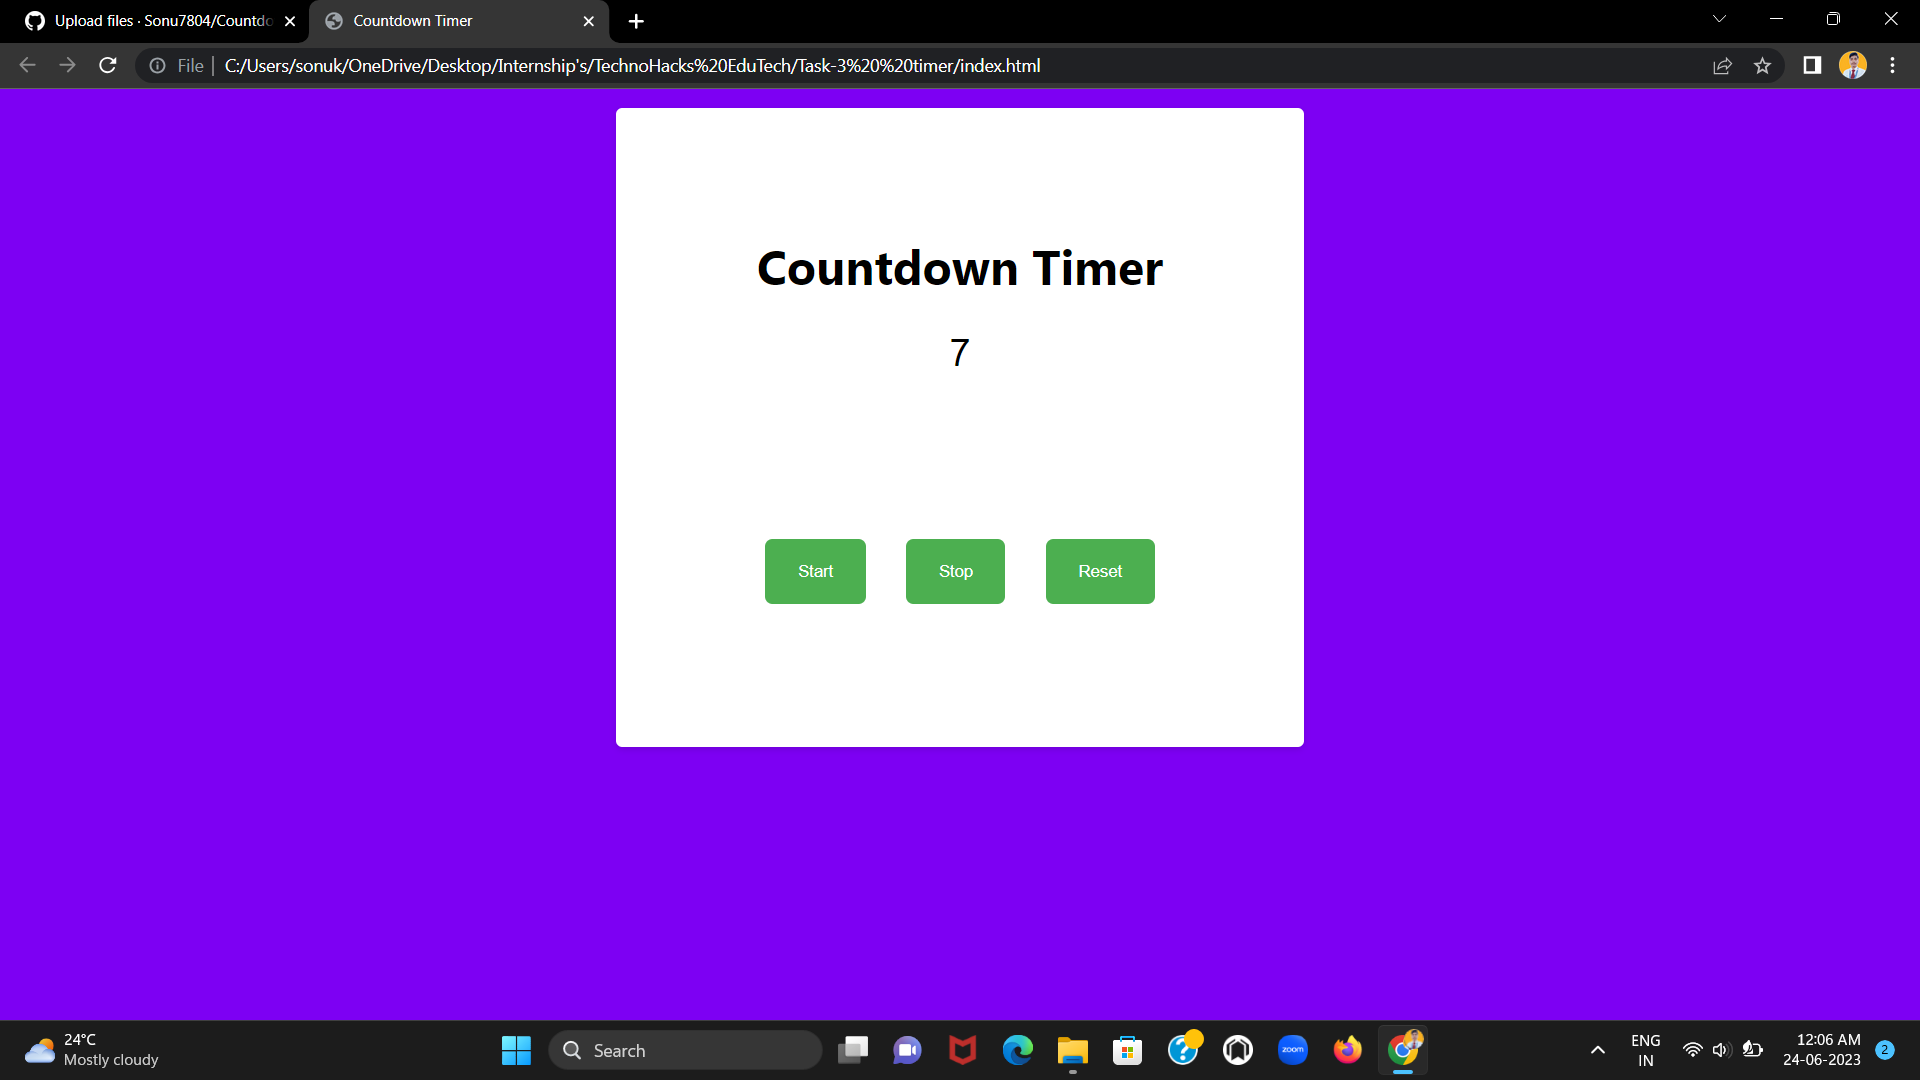 Upload files · Sonu7804/Countdo
Countdown Timer
File
C:/Users/sonuk/OneDrive/Desktop/Internship's/TechnoHacks%20EduTech/Task-3%20%20timer/index.html
Countdown Timer
7
Start
Stop
Reset
24°C
Mostly cloudy
Search
zoom
ENG
IN
12:06 AM
24-06-2023
2